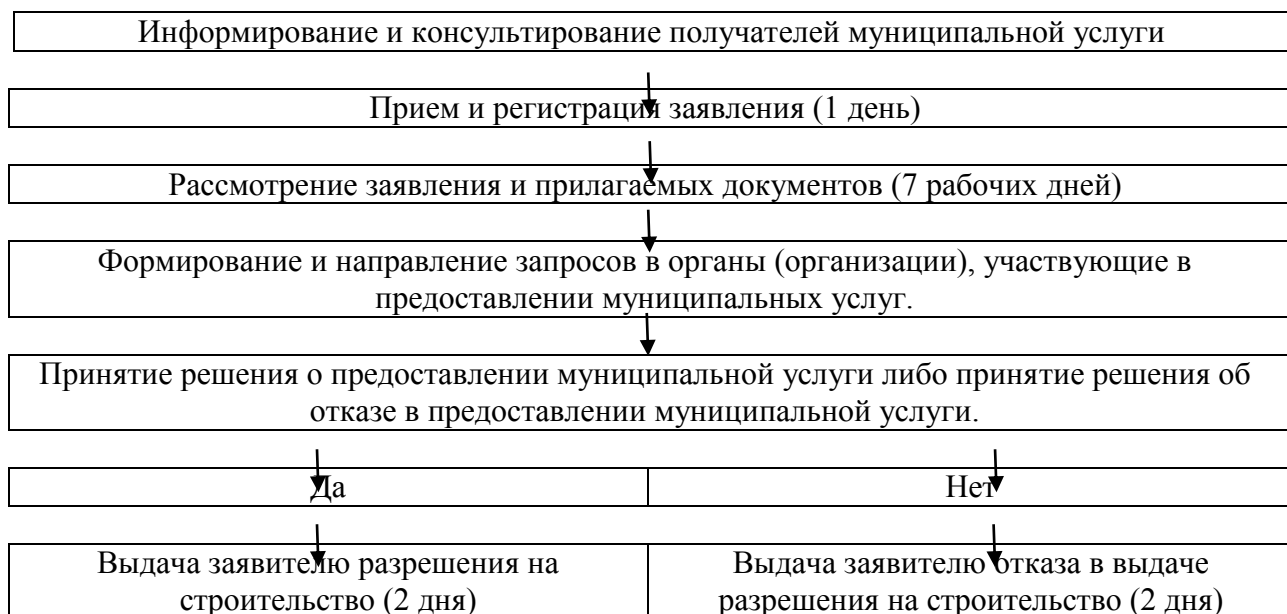 Информирование и консультирование получателей муниципальной услуги
Прием и регистрация заявления (1 день)
Рассмотрение заявления и прилагаемых документов (7 рабочих дней)
Формирование и направление запросов в органы (организации), участвующие в
предоставлении муниципальных услуг.
Принятие решения о предоставлении муниципальной услуги либо принятие решения об
отказе в предоставлении муниципальной услуги.
Да Нет
Выдача заявителю разрешения на
строительство (2 дня)
Выдача заявителю отказа в выдаче
разрешения на строительство (2 дня)